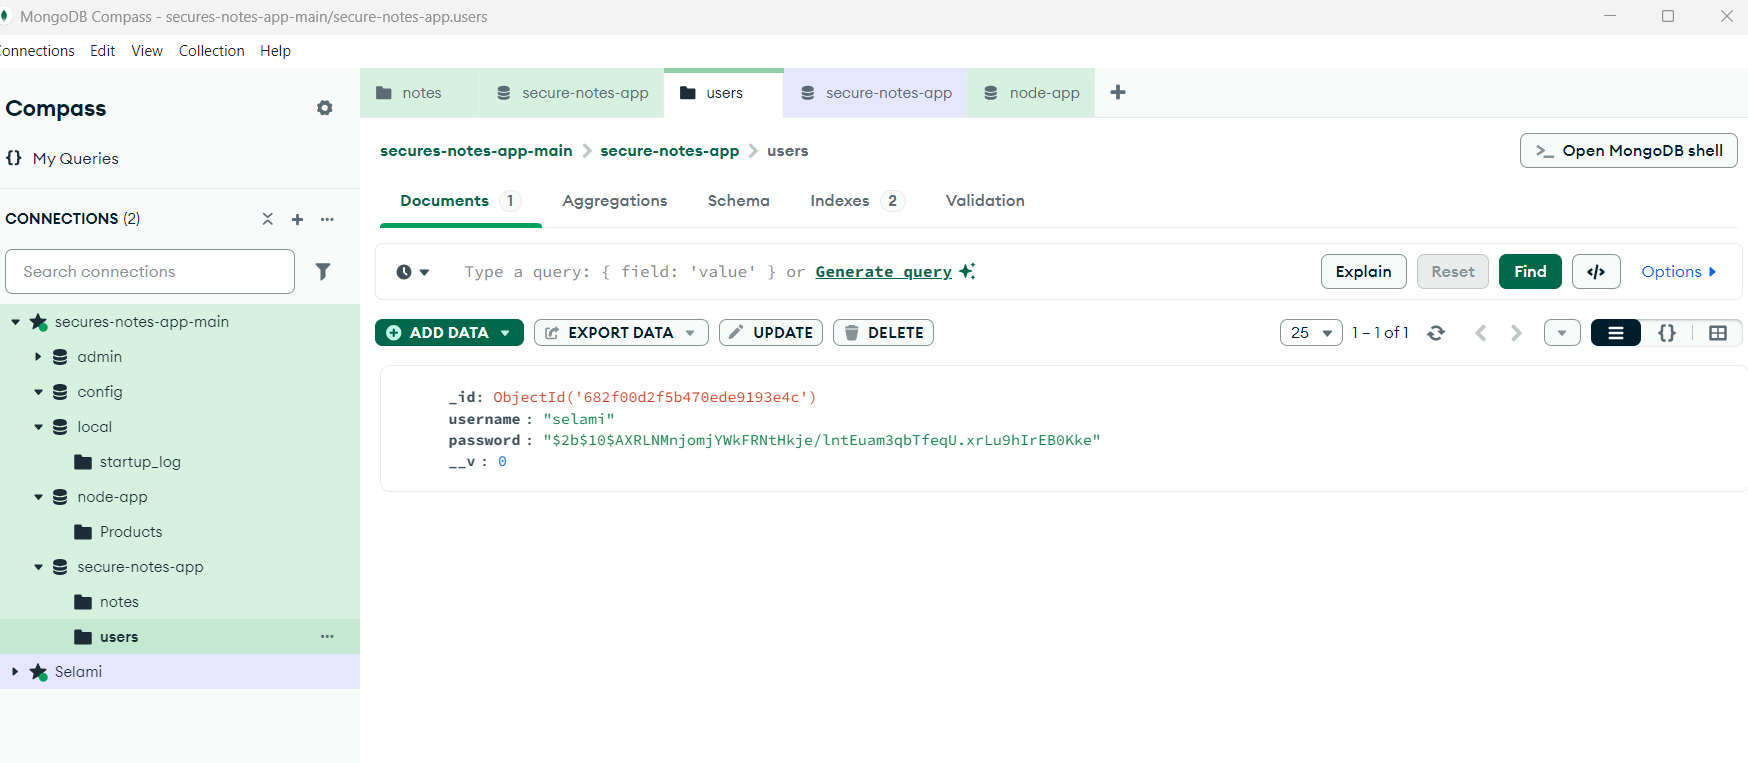 MongoDB Compass - secures-notes-app-main/secure-notes-app.users
onnections Edit View Collection Help
Compass
My Queries
CONNECTIONS (2)
Search connections
secures-notes-app-main
admin
config
local
startup_log
node-app
Products
secure-notes-app
notes
users
Selami
notes secure-notes-app users secure-notes-app node-app
secures-notes-app-main > secure-notes-app > users
>_ Open MongoDB shell
Documents 1 Aggregations Schema Indexes 2 Validation
Type a query: { field: 'value' } or Generate query
Explain Reset Find </> Options
ADD DATA EXPORT DATA UPDATE DELETE
25 1 – 1 of 1 {}
_id: ObjectId('682f00d2f5b470ede9193e4c')
username : "selami"
password : "$2b$10$AXRLNMnjomjYWkFRNtHkje/lntEuam3qbTfeqU.xrLu9hIrEB0Kke"
__v : 0